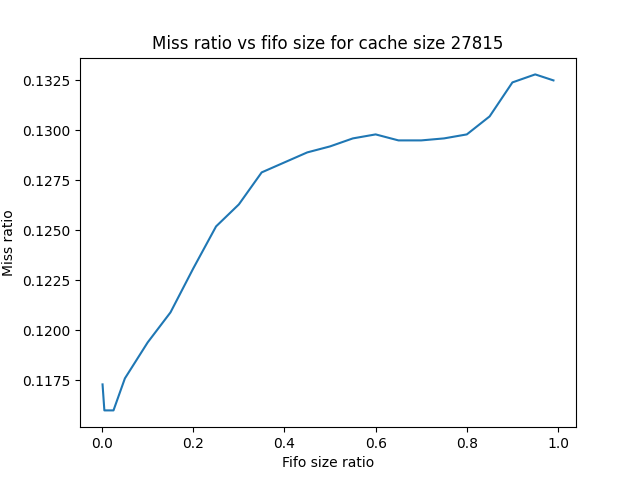 Miss ratio vs fifo size for cache size 27815
0.1325
0.1300
0.1275
0.1250
0.1225
0.1200
0.1175
Miss ratio
0.0 0.2 0.4 0.6 0.8 1.0
Fifo size ratio